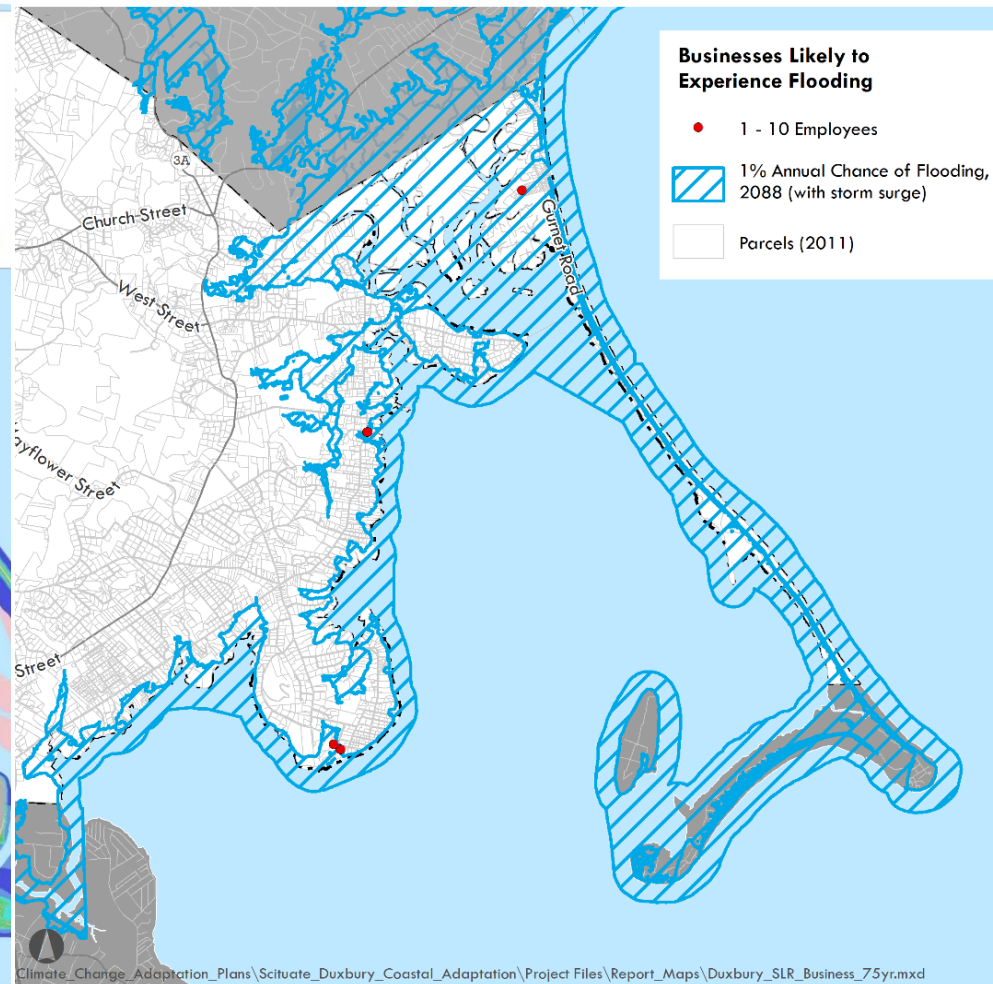 Businesses Likely to
Experience Flooding
1 - 10 Employees
1% Annual Chance of Flooding,
2088 (with storm surge)
Parcels (2011)
3A
Church Street
Gurnet Road
West Street
ayflower Street
Street
Climate_Change_Adaptation_Plans\Scituate_Duxbury_Coastal_Adaptation\Project Files\Report_Maps\Duxbury_SLR_Business_75yr.mxd